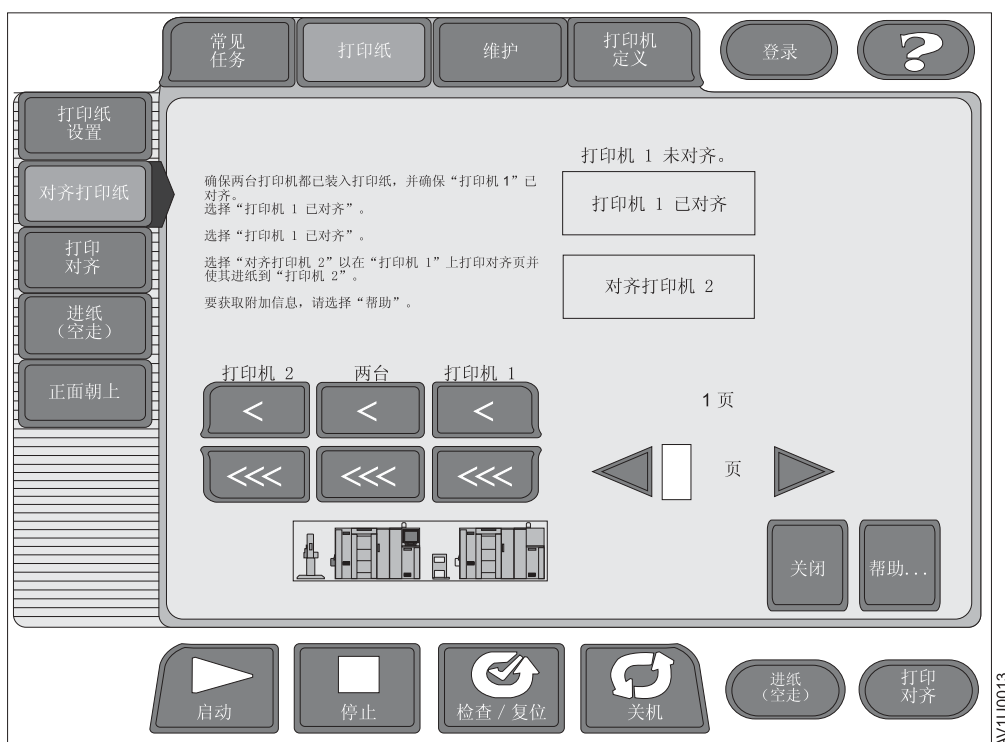 常见
任务
打印纸
维护
打印机
定义
登录
?
打印纸
设置
对齐打印纸
打印
对齐
进纸
（空走）
正面朝上
确保两台打印机都已装入打印纸，并确保“打印机 1”已
对齐。
选择“打印机 1 已对齐”。
选择“打印机 1 已对齐”。
选择“对齐打印机 2”以在“打印机 1”上打印对齐页并
使其进纸到“打印机 2”。
要获取附加信息，请选择“帮助”。
打印机 1 未对齐。
打印机 1 已对齐
对齐打印机 2
打印机 2
两台
打印机 1
<
<
<
<<<
<<<
<<<
1 页
页
关闭
帮助...
启动
停止
检查 / 复位
关机
进纸
（空走）
打印
对齐
AV1U0013